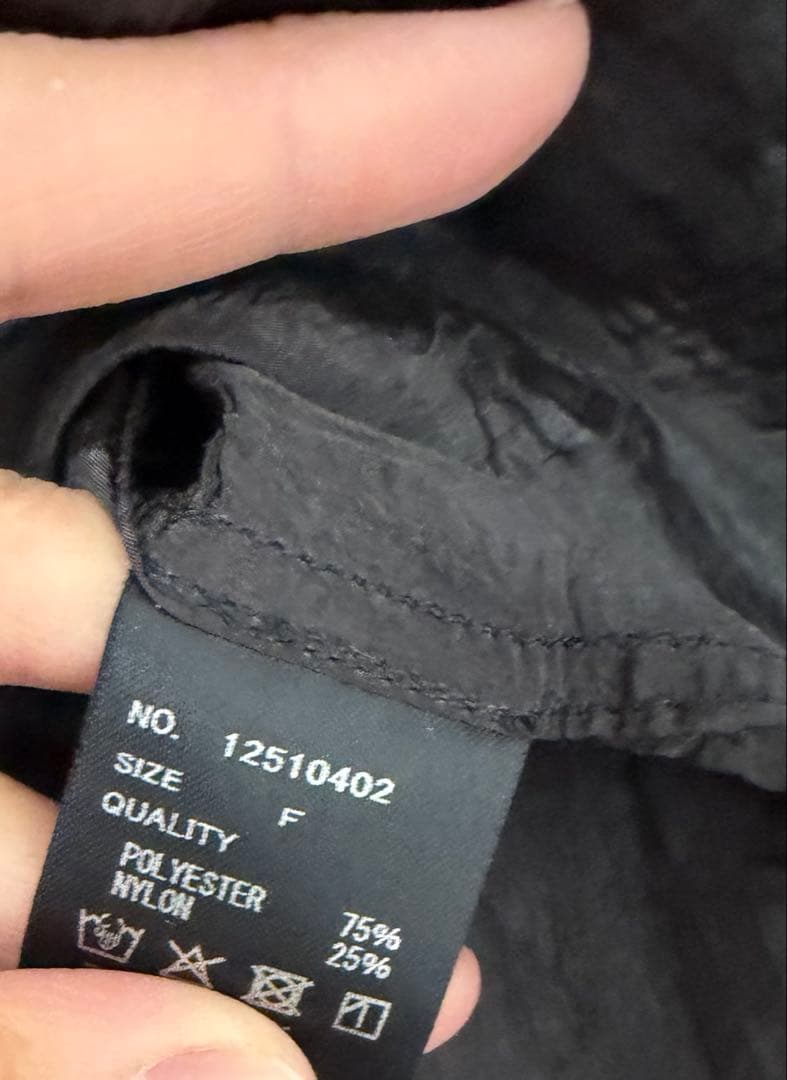 NO. 12510402
SIZE F
QUALITY
POLYESTER 75%
NYLON 25%